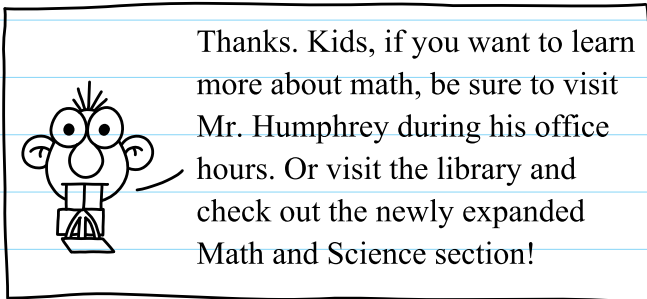 Thanks. Kids, if you want to learn
more about math, be sure to visit
Mr. Humphrey during his office
hours. Or visit the library and
check out the newly expanded
Math and Science section!